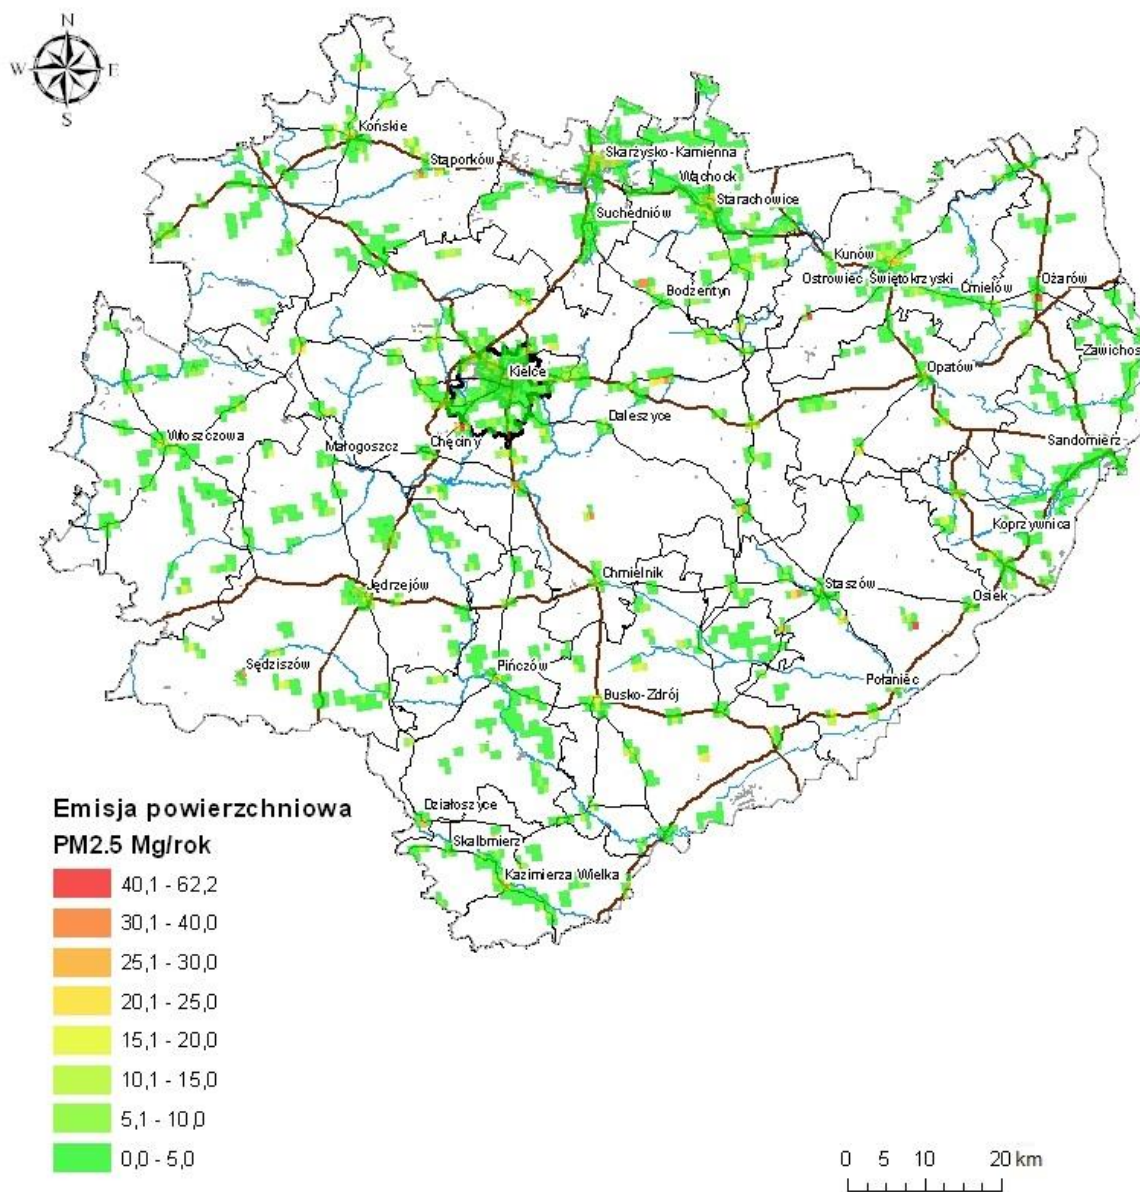 N
W E
S
Końskie
Stąporków
Skarżysko-Kamienna
Wąchock
Starachowice
Suchedniów
Kunów
Ostrowiec Świętokrzyski
Ćmielów
Ożarów
Bodzentyn
Zawichos
Opatów
Kielce
Daleszyce
Włoszczowa
Małogoszcz
Chęciny
Sandomierz
Koprzywnica
Chmielnik
Staszów
Jędrzejów
Osiek
Sędziszów
Pińczów
Połaniec
Busko-Zdrój
Działoszyce
Skalbmierz
Kazimierza Wielka
Emisja powierzchniowa
PM2.5 Mg/rok
40,1 - 62,2
30,1 - 40,0
25,1 - 30,0
20,1 - 25,0
15,1 - 20,0
10,1 - 15,0
5,1 - 10,0
0,0 - 5,0
0 5 10 20 km